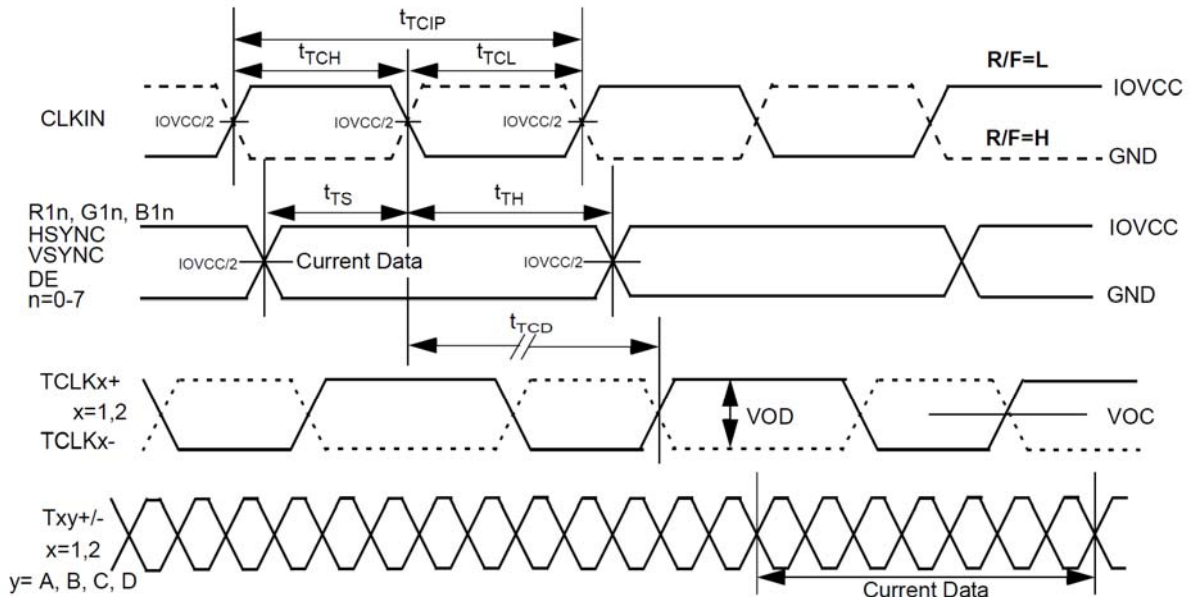 tTCIP
tTCH
tTCL
R/F=L
IOVCC
CLKIN
IOVCC/2
IOVCC/2
IOVCC/2
R/F=H
GND
tTS
tTH
R1n, G1n, B1n
HSYNC
VSYNC
DE
n=0-7
IOVCC
IOVCC/2
Current Data
IOVCC/2
GND
tTCD
TCLKx+
x=1,2
TCLKx-
VOD
VOC
Txy+/-
x=1,2
y= A, B, C, D
Current Data